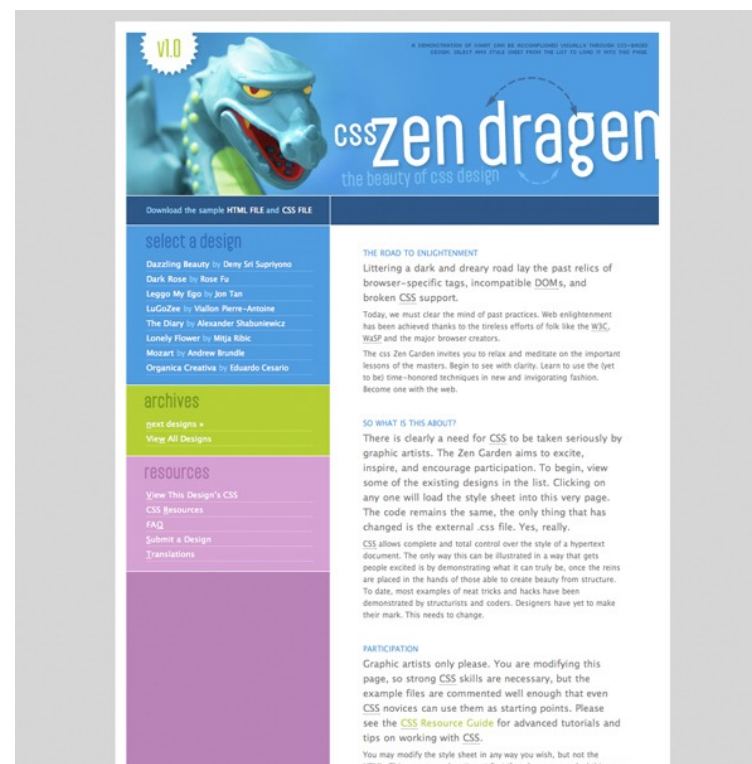 v1.0
A DEMONSTRATION OF WHAT CAN BE ACCOMPLISHED VISUALLY THROUGH CSS-BASED
DESIGN. SELECT ANY STYLE SHEET FROM THE LIST TO LOAD IT INTO THIS PAGE.
css zen dragen
the beauty of css design
Download the sample HTML FILE and CSS FILE
select a design
Dazzling Beauty by Deny Sri Supriyono
Dark Rose by Rose Fu
Leggo My Ego by Jon Tan
LuGoZee by Viallon Pierre-Antoine
The Diary by Alexander Shabuniewicz
Lonely Flower by Mitja Ribic
Mozart by Andrew Brundle
Organica Creativa by Eduardo Cesario
archives
next designs »
View All Designs
resources
View This Design's CSS
CSS Resources
FAQ
Submit a Design
Translations
THE ROAD TO ENLIGHTENMENT
Littering a dark and dreary road lay the past relics of
browser-specific tags, incompatible DOMs, and
broken CSS support.
Today, we must clear the mind of past practices. Web enlightenment
has been achieved thanks to the tireless efforts of folk like the W3C,
WaSP and the major browser creators.
The css Zen Garden invites you to relax and meditate on the important
lessons of the masters. Begin to see with clarity. Learn to use the (yet
to be) time-honored techniques in new and invigorating fashion.
Become one with the web.
SO WHAT IS THIS ABOUT?
There is clearly a need for CSS to be taken seriously by
graphic artists. The Zen Garden aims to excite,
inspire, and encourage participation. To begin, view
some of the existing designs in the list. Clicking on
any one will load the style sheet into this very page.
The code remains the same, the only thing that has
changed is the external .css file. Yes, really.
CSS allows complete and total control over the style of a hypertext
document. The only way this can be illustrated in a way that gets
people excited is by demonstrating what it can truly be, once the reins
are placed in the hands of those able to create beauty from structure.
To date, most examples of neat tricks and hacks have been
demonstrated by structurists and coders. Designers have yet to make
their mark. This needs to change.
PARTICIPATION
Graphic artists only please. You are modifying this
page, so strong CSS skills are necessary, but the
example files are commented well enough that even
CSS novices can use them as starting points. Please
see the CSS Resource Guide for advanced tutorials and
tips on working with CSS.
You may modify the style sheet in any way you wish, but not the